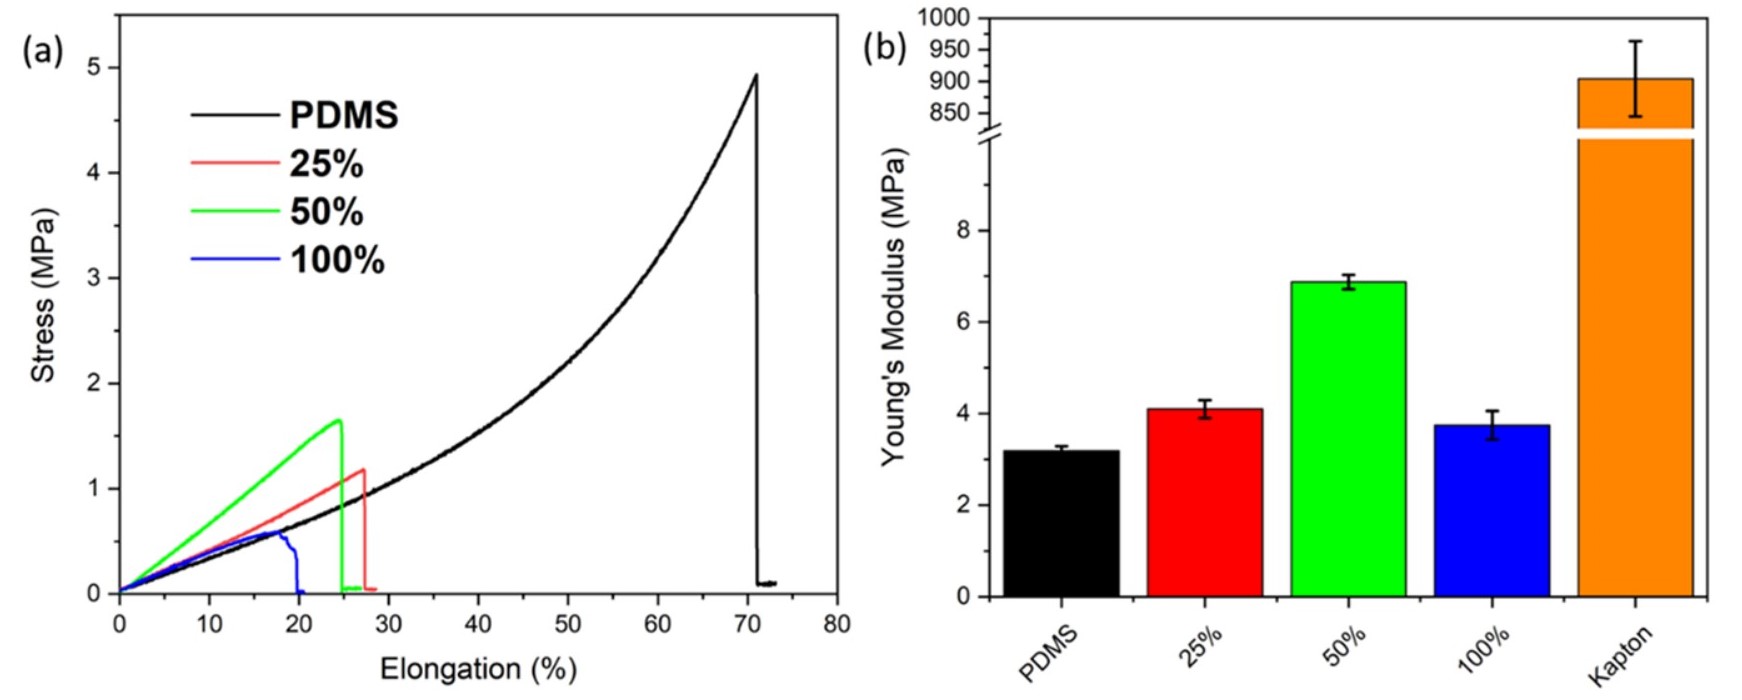 (a)
Stress (MPa)
5
4
3
2
1
0
PDMS
25%
50%
100%
0 10 20 30 40 50 60 70 80
Elongation (%)
(b)
Young's Modulus (MPa)
1000
950
900
850
8
6
4
2
0
PDMS 25% 50% 100% Kapton